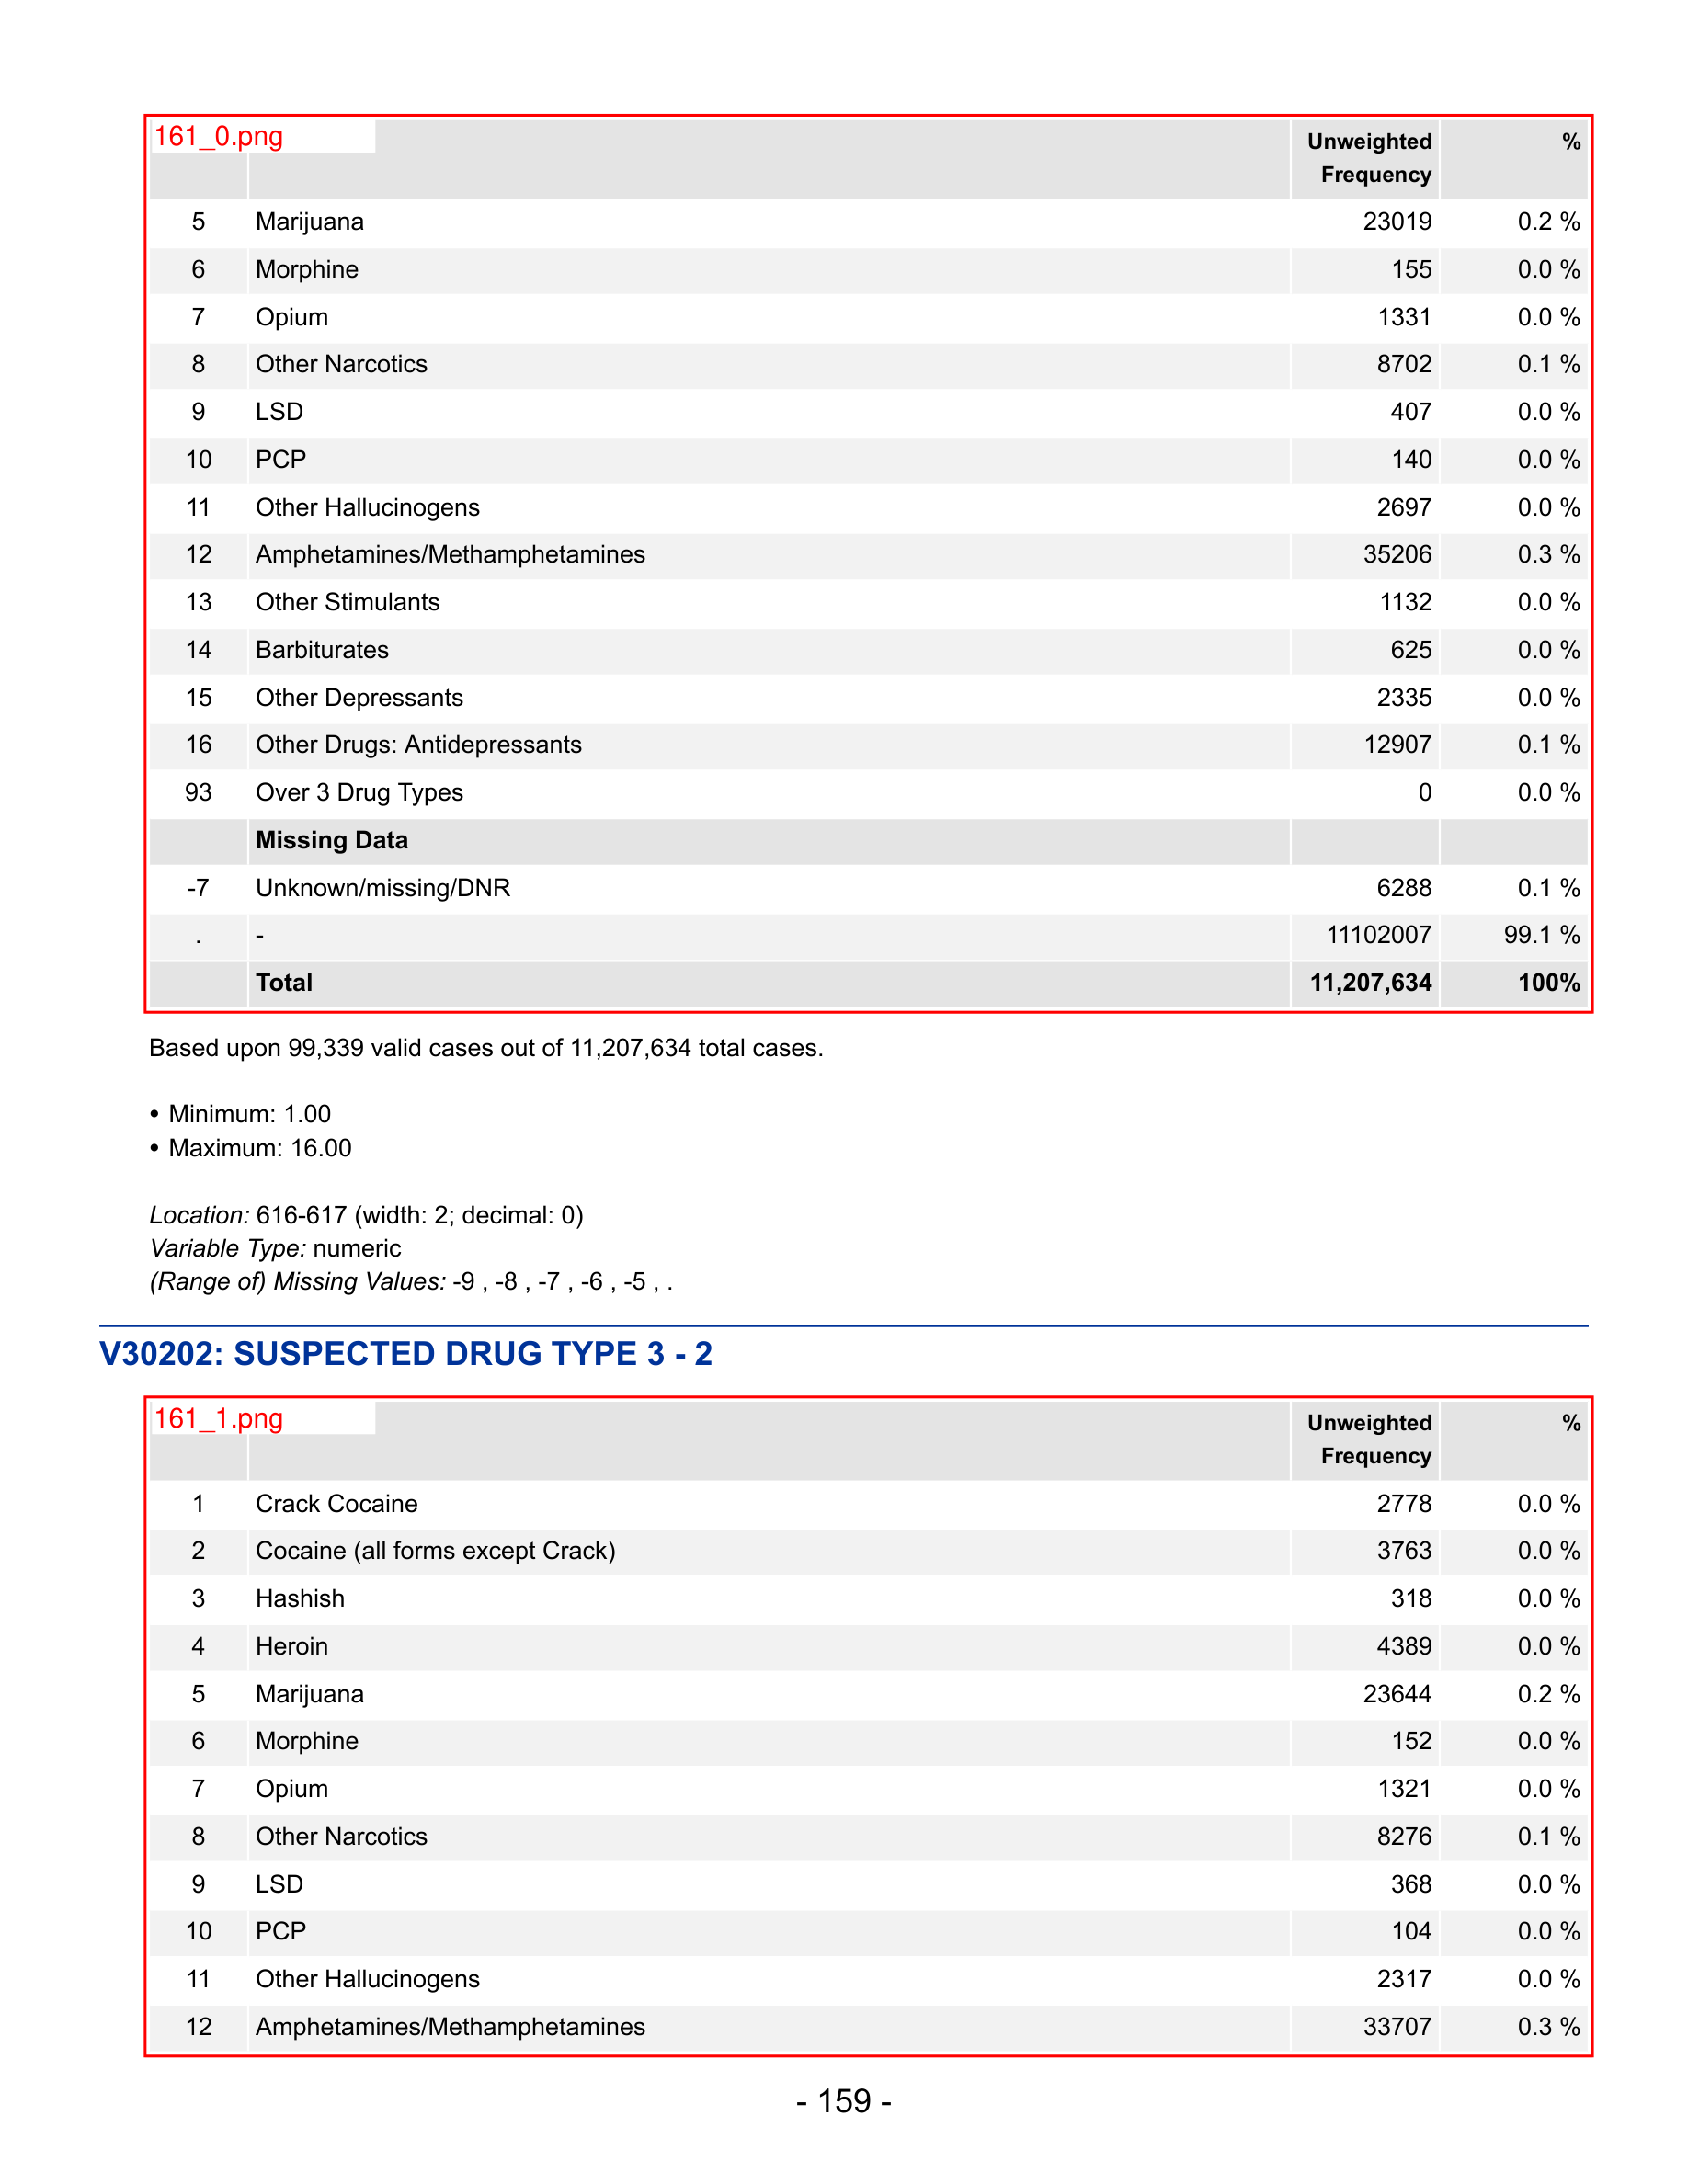 161_0.png
Unweighted Frequency %
5 Marijuana 23019 0.2 %
6 Morphine 155 0.0 %
7 Opium 1331 0.0 %
8 Other Narcotics 8702 0.1 %
9 LSD 407 0.0 %
10 PCP 140 0.0 %
11 Other Hallucinogens 2697 0.0 %
12 Amphetamines/Methamphetamines 35206 0.3 %
13 Other Stimulants 1132 0.0 %
14 Barbiturates 625 0.0 %
15 Other Depressants 2335 0.0 %
16 Other Drugs: Antidepressants 12907 0.1 %
93 Over 3 Drug Types 0 0.0 %
Missing Data
-7 Unknown/missing/DNR 6288 0.1 %
. - 11102007 99.1 %
Total 11,207,634 100%
Based upon 99,339 valid cases out of 11,207,634 total cases.
• Minimum: 1.00
• Maximum: 16.00
Location: 616-617 (width: 2; decimal: 0)
Variable Type: numeric
(Range of) Missing Values: -9 , -8 , -7 , -6 , -5 , .
V30202: SUSPECTED DRUG TYPE 3 - 2
161_1.png
Unweighted Frequency %
1 Crack Cocaine 2778 0.0 %
2 Cocaine (all forms except Crack) 3763 0.0 %
3 Hashish 318 0.0 %
4 Heroin 4389 0.0 %
5 Marijuana 23644 0.2 %
6 Morphine 152 0.0 %
7 Opium 1321 0.0 %
8 Other Narcotics 8276 0.1 %
9 LSD 368 0.0 %
10 PCP 104 0.0 %
11 Other Hallucinogens 2317 0.0 %
12 Amphetamines/Methamphetamines 33707 0.3 %
- 159 -